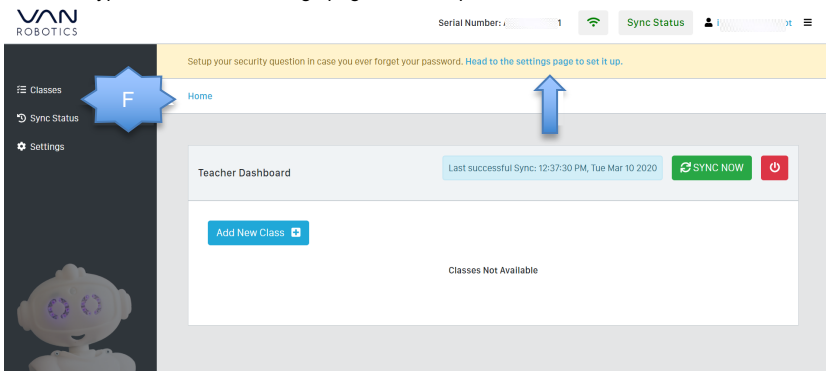 VAN
ROBOTICS
Serial Number: 1
Sync Status
Setup your security question in case you ever forget your password. Head to the settings page to set it up.
Classes
F
Home
Sync Status
Settings
Teacher Dashboard
Last successful Sync: 12:37:30 PM, Tue Mar 10 2020
SYNC NOW
Add New Class
Classes Not Available